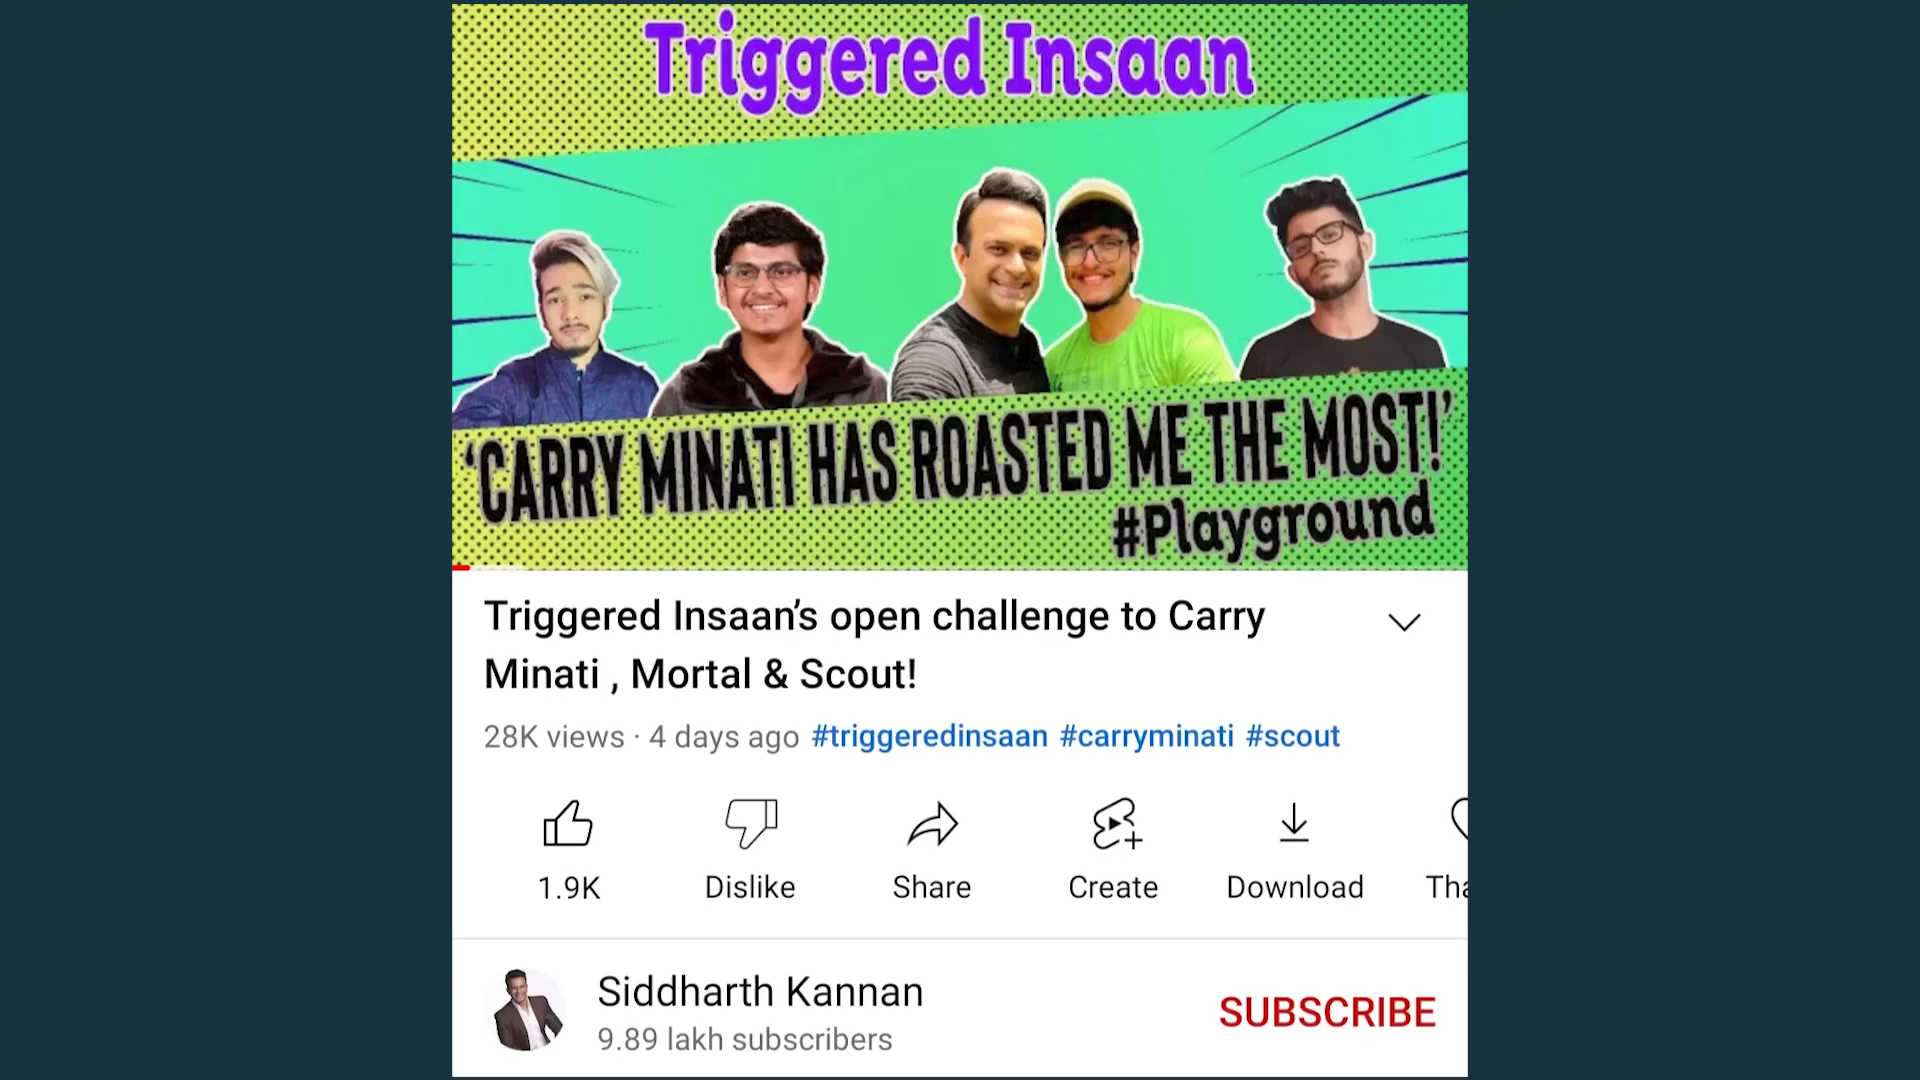 Triggered Insaan
‘CARRY MINATI HAS ROASTED ME THE MOST!’
#Playground
Triggered Insaan’s open challenge to Carry
Minati , Mortal & Scout!
28K views · 4 days ago #triggeredinsaan #carryminati #scout
1.9K Dislike Share Create Download Tha
Siddharth Kannan
9.89 lakh subscribers
SUBSCRIBE